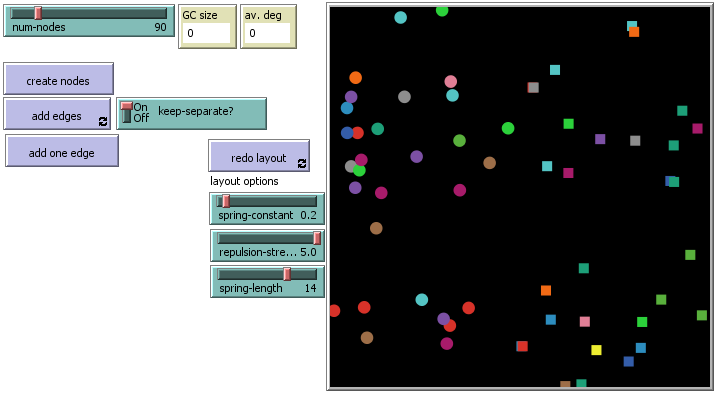 num-nodes 90
GC size
0
av. deg
0
create nodes
add edges
On
Off
keep-separate?
add one edge
redo layout
layout options
spring-constant 0.2
repulsion-stre... 5.0
spring-length 14